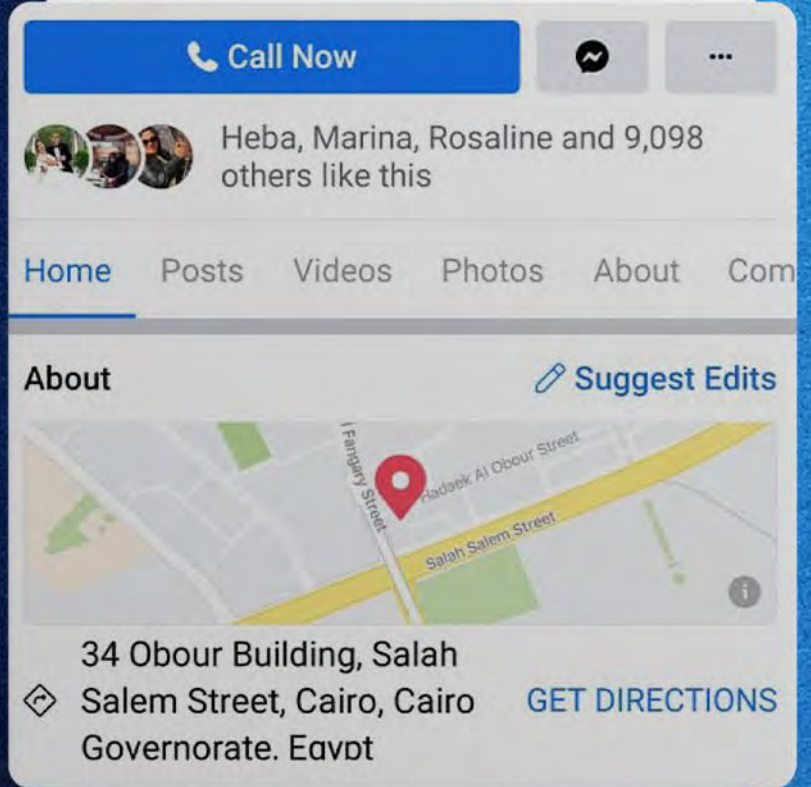 Call Now
Heba, Marina, Rosaline and 9,098
others like this
Home Posts Videos Photos About Com
About
Suggest Edits
l Fangary Street
Hadaek Al Obour Street
Salah Salem Street
34 Obour Building, Salah
Salem Street, Cairo, Cairo
GET DIRECTIONS
Governorate. Egypt